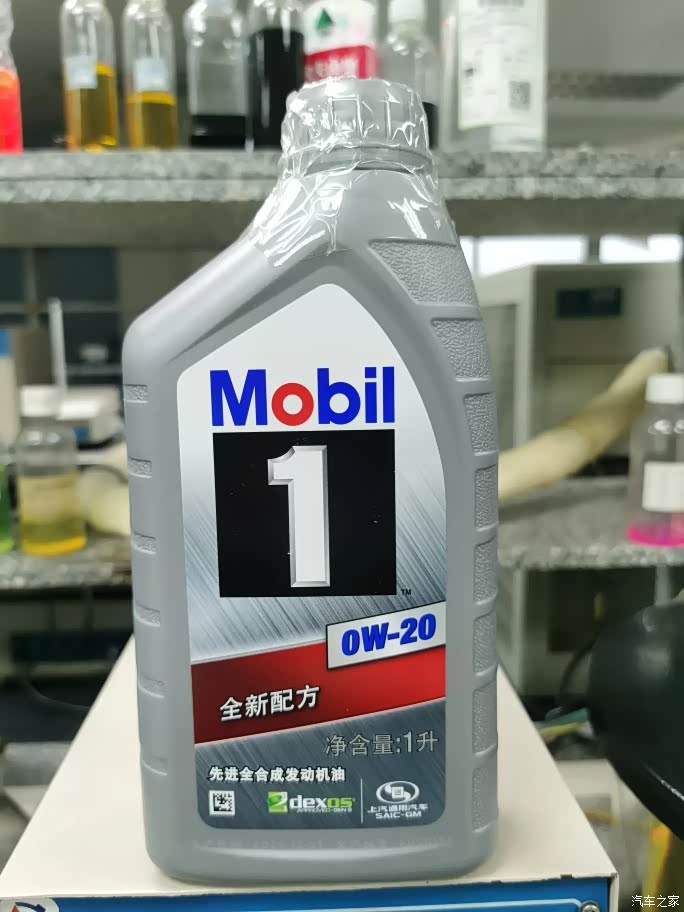 Mobil
1
™
0W-20
全新配方
净含量:1升
先进全合成发动机油
dexos
上汽通用汽车
SAIC-GM
汽车之家